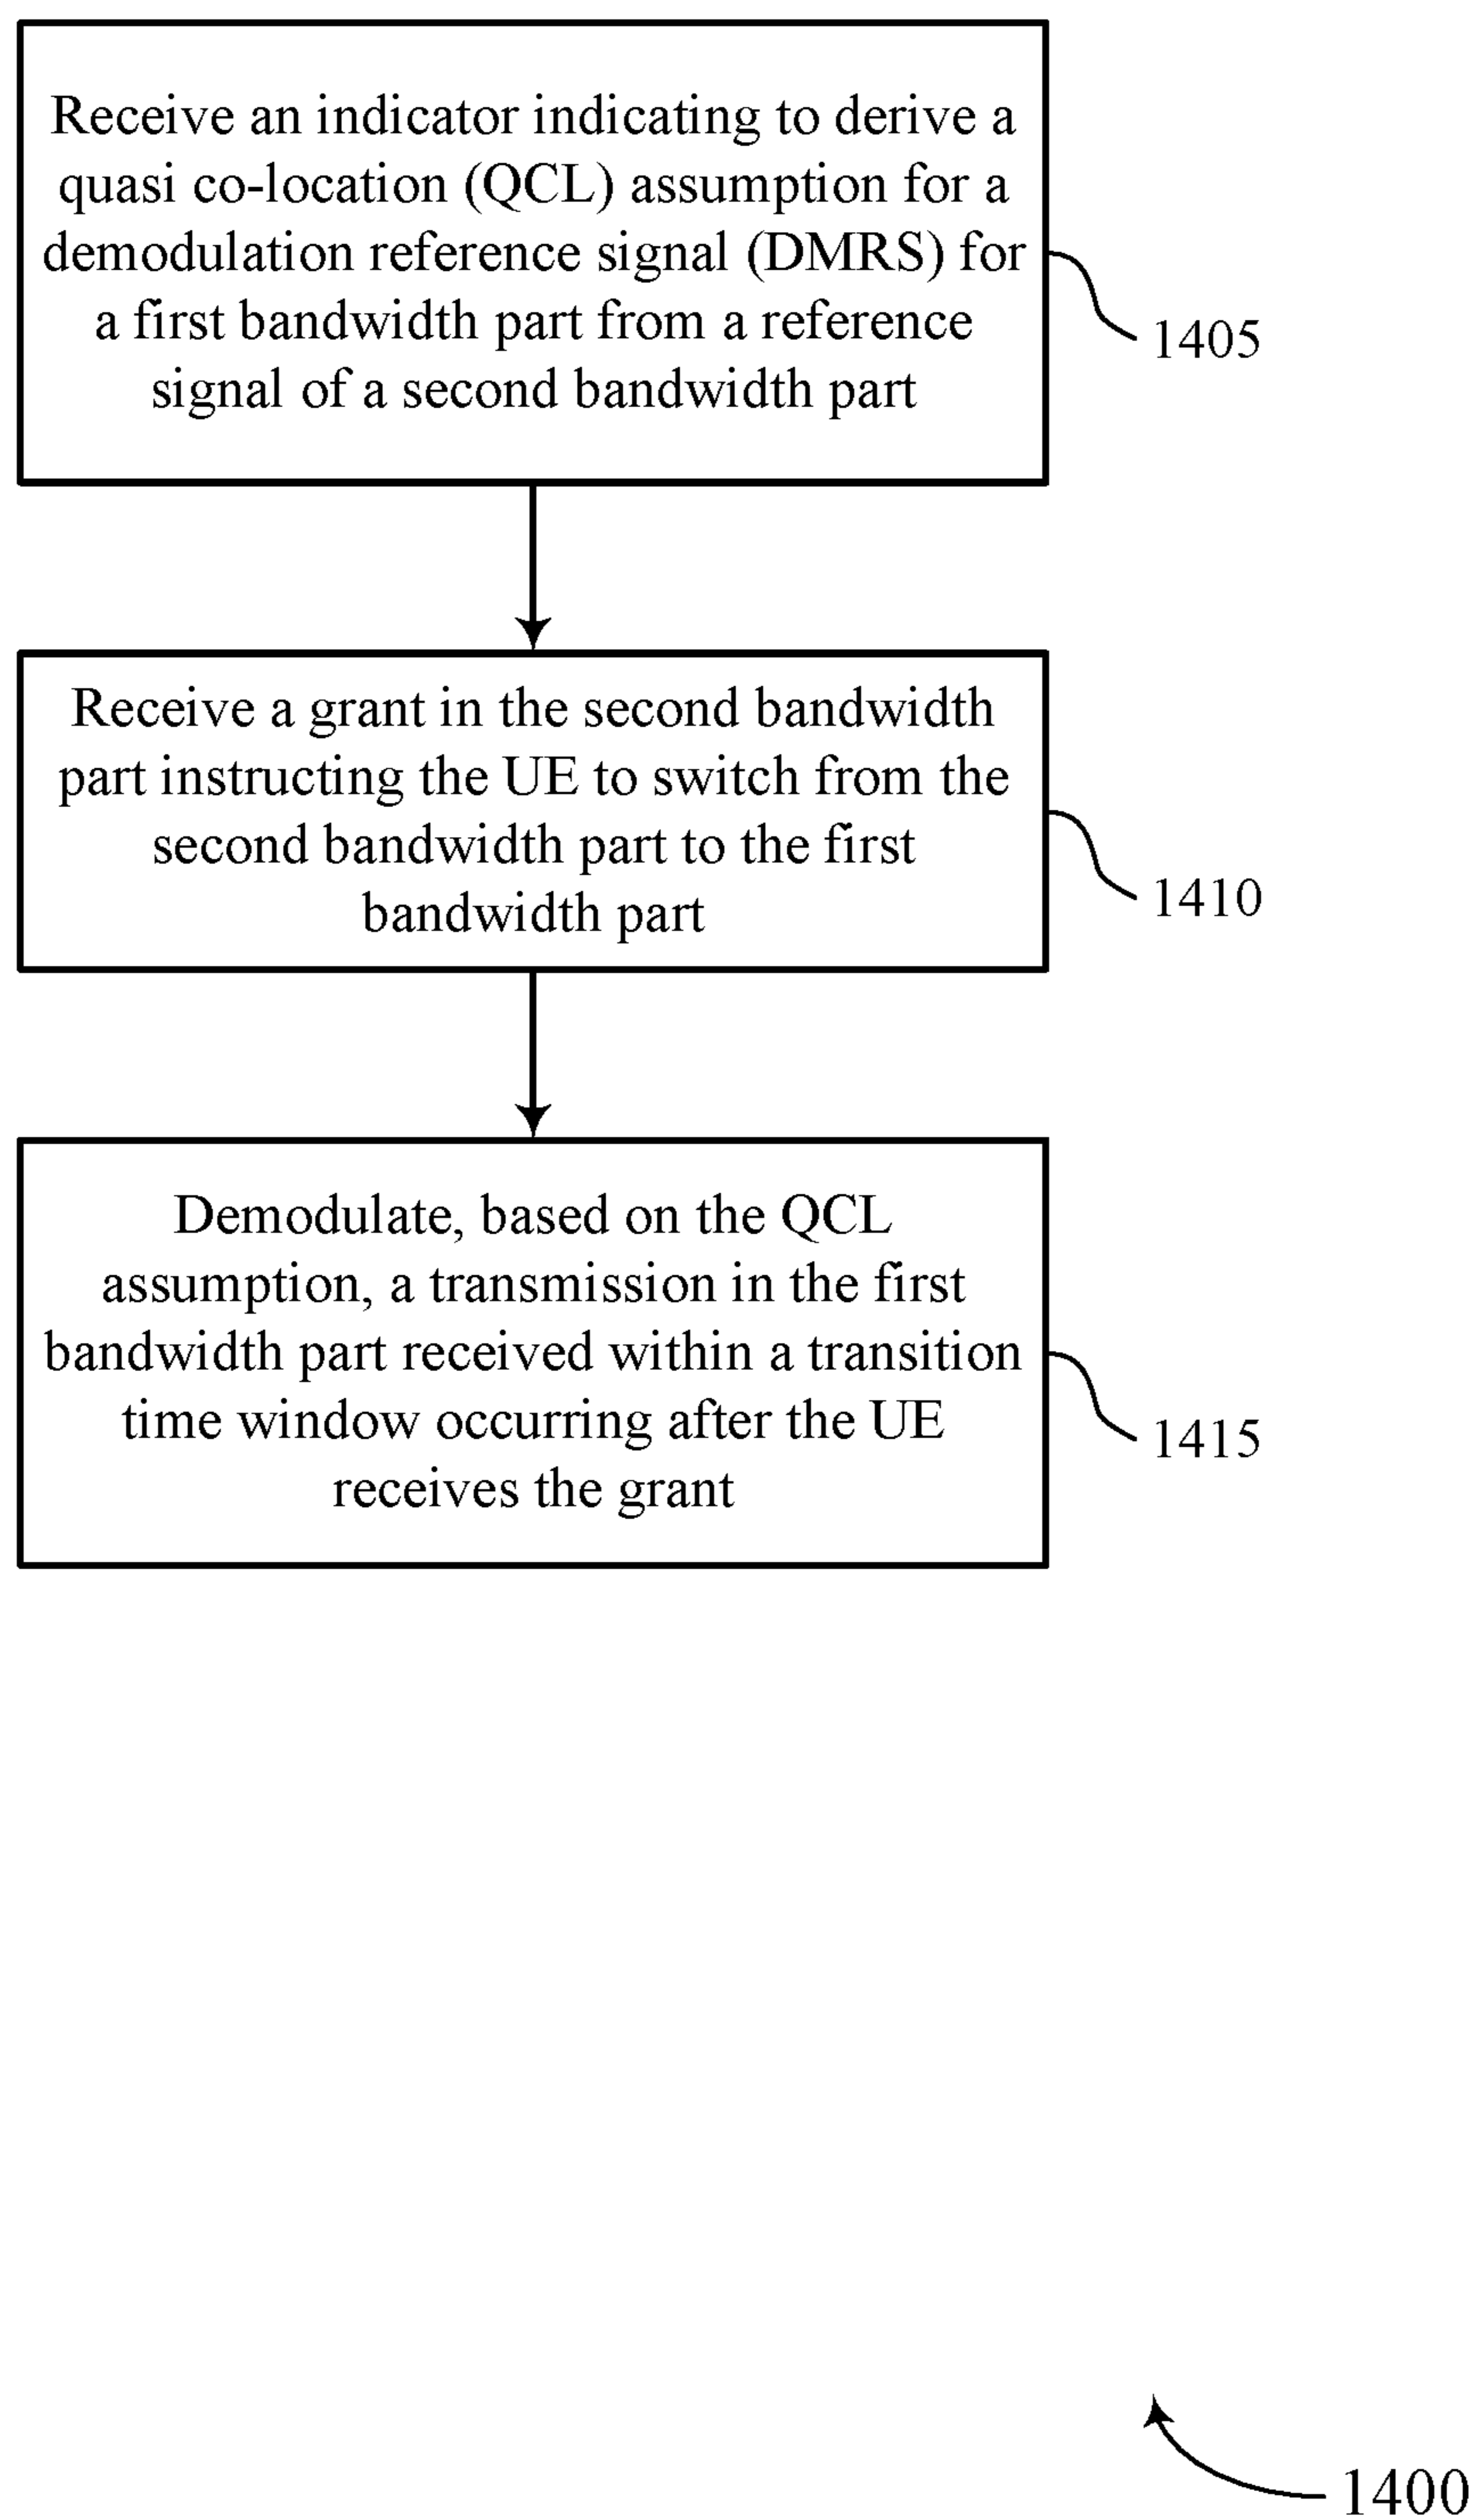 Receive an indicator indicating to derive a
quasi co-location (QCL) assumption for a
demodulation reference signal (DMRS) for
a first bandwidth part from a reference
signal of a second bandwidth part
1405
Receive a grant in the second bandwidth
part instructing the UE to switch from the
second bandwidth part to the first
bandwidth part
1410
Demodulate, based on the QCL
assumption, a transmission in the first
bandwidth part received within a transition
time window occurring after the UE
receives the grant
1415
1400